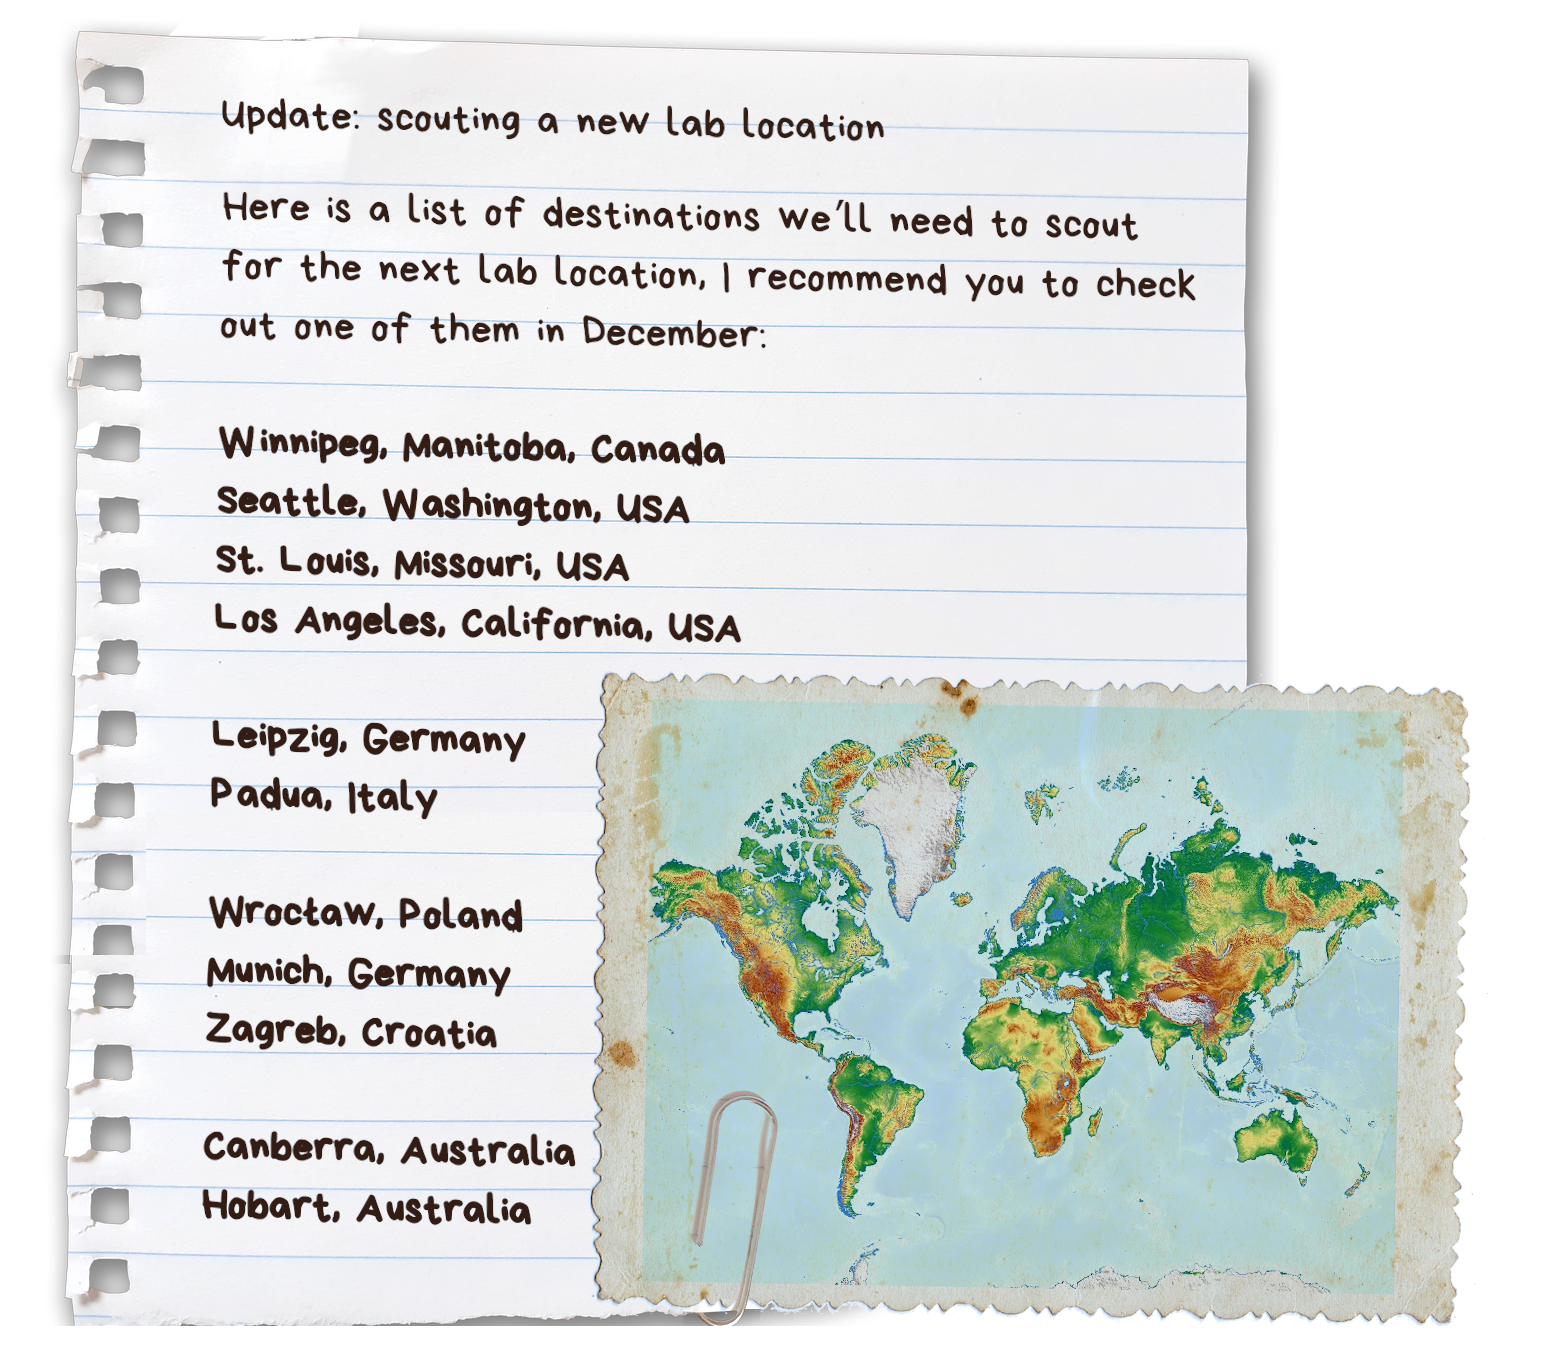 Update: scouting a new lab location
Here is a list of destinations we'll need to scout
for the next lab location, I recommend you to check
out one of them in December:
Winnipeg, Manitoba, Canada
Seattle, Washington, USA
St. Louis, Missouri, USA
Los Angeles, California, USA
Leipzig, Germany
Padua, Italy
Wrocław, Poland
Munich, Germany
Zagreb, Croatia
Canberra, Australia
Hobart, Australia